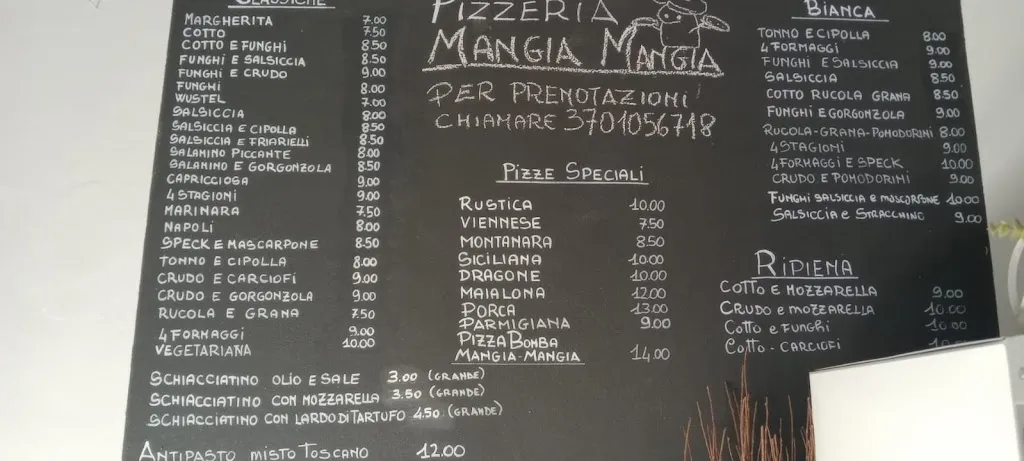 CLASSICHE
MARGHERITA 7.00
COTTO 7.50
COTTO E FUNGHI 8.50
FUNGHI E SALSICCIA 8.50
FUNGHI E CRUDO 9.00
FUNGHI 8.00
WUSTEL 7.00
SALSICCIA 8.00
SALSICCIA E CIPOLLA 8.50
SALSICCIA E FRIARIELLI 8.50
SALAMINO PICCANTE 8.00
SALAMINO E GORGONZOLA 8.50
CAPRICCIOSA 9.00
4 STAGIONI 9.00
MARINARA 7.50
NAPOLI 8.00
SPECK E MASCARPONE 8.50
TONNO E CIPOLLA 8.00
CRUDO E CARCIOFI 9.00
CRUDO E GORGONZOLA 9.00
RUCOLA E GRANA 7.50
4 FORMAGGI 9.00
VEGETARIANA 10.00
SCHIACCIATINO OLIO E SALE 3.00 (GRANDE)
SCHIACCIATINO CON MOZZARELLA 3.50 (GRANDE)
SCHIACCIATINO CON LARDO DI TARTUFO 4.50 (GRANDE)
ANTIPASTO MISTO TOSCANO 12.00
PIZZERIA
MANGIA MANGIA
PER PRENOTAZIONI
CHIAMARE 3701056718
PIZZE SPECIALI
RUSTICA 10.00
VIENNESE 7.50
MONTANARA 8.50
SICILIANA 10.00
DRAGONE 10.00
MAIALONA 12.00
PORCA 13.00
PARMIGIANA 9.00
PIZZA BOMBA
MANGIA-MANGIA 14,00
BIANCA
TONNO E CIPOLLA 8.00
4 FORMAGGI 9.00
FUNGHI E SALSICCIA 9.00
SALSICCIA 8.50
COTTO RUCOLA GRANA 8.50
FUNGHI E GORGONZOLA 9.00
RUCOLA-GRANA-POMODORINI 8.00
4 STAGIONI 9.00
4 FORMAGGI E SPECK 10.00
CRUDO E POMODORINI 9.00
FUNGHI SALSICCIA E MASCARPONE 10.00
SALSICCIA E STRACCHINO 9.00
RIPIENA
COTTO E MOZZARELLA 9.00
CRUDO E MOZZARELLA 10.00
COTTO E FUNGHI 10.00
COTTO - CARCIOFI